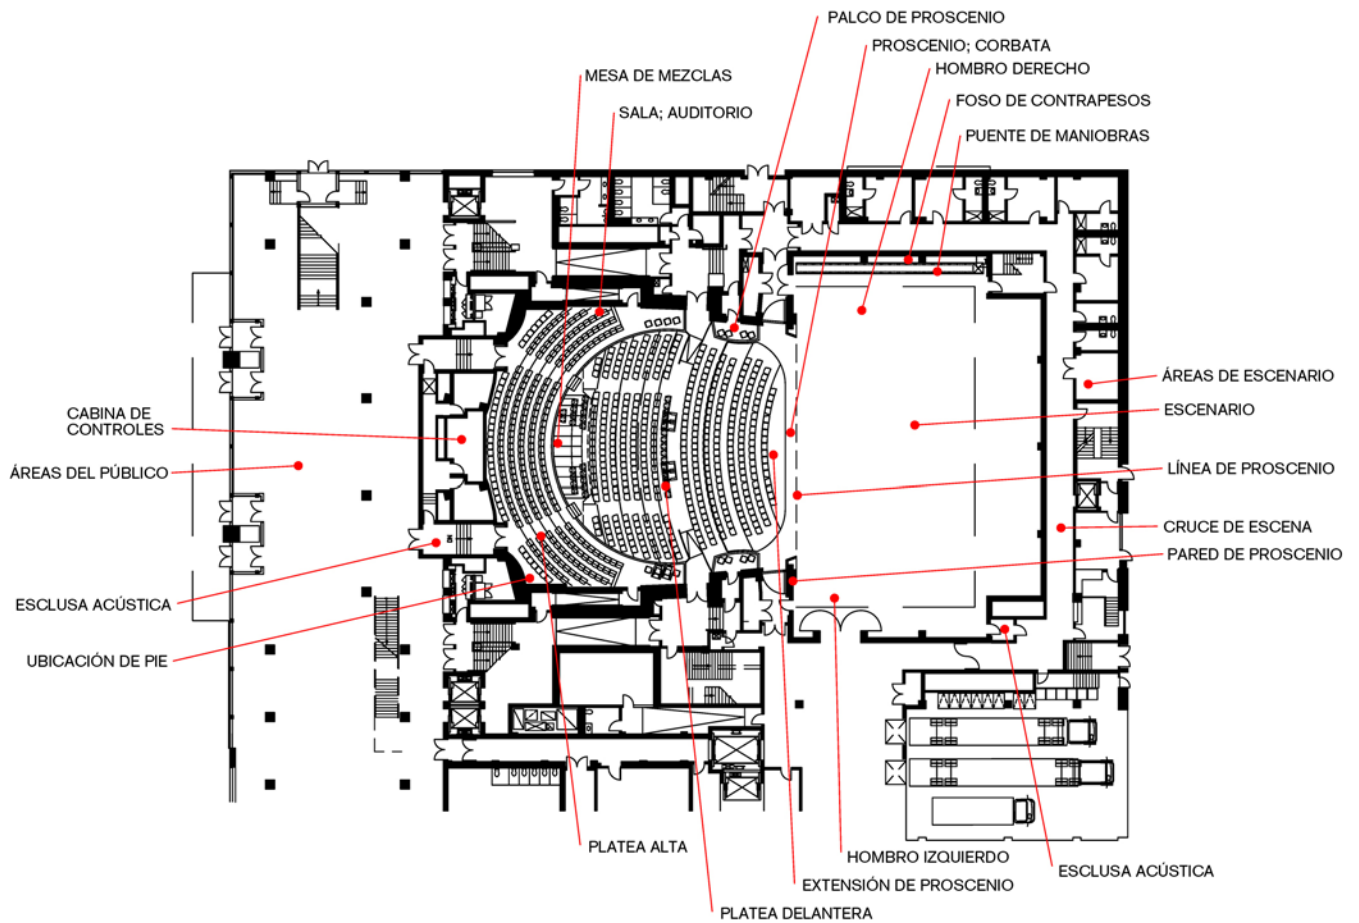 PALCO DE PROSCENIO
PROSCENIO; CORBATA
HOMBRO DERECHO
MESA DE MEZCLAS
FOSO DE CONTRAPESOS
SALA; AUDITORIO
PUENTE DE MANIOBRAS
ÁREAS DE ESCENARIO
CABINA DE
CONTROLES
ESCENARIO
ÁREAS DEL PÚBLICO
LÍNEA DE PROSCENIO
CRUCE DE ESCENA
PARED DE PROSCENIO
ESCLUSA ACÚSTICA
UBICACIÓN DE PIE
PLATEA ALTA
HOMBRO IZQUIERDO
ESCLUSA ACÚSTICA
EXTENSIÓN DE PROSCENIO
PLATEA DELANTERA